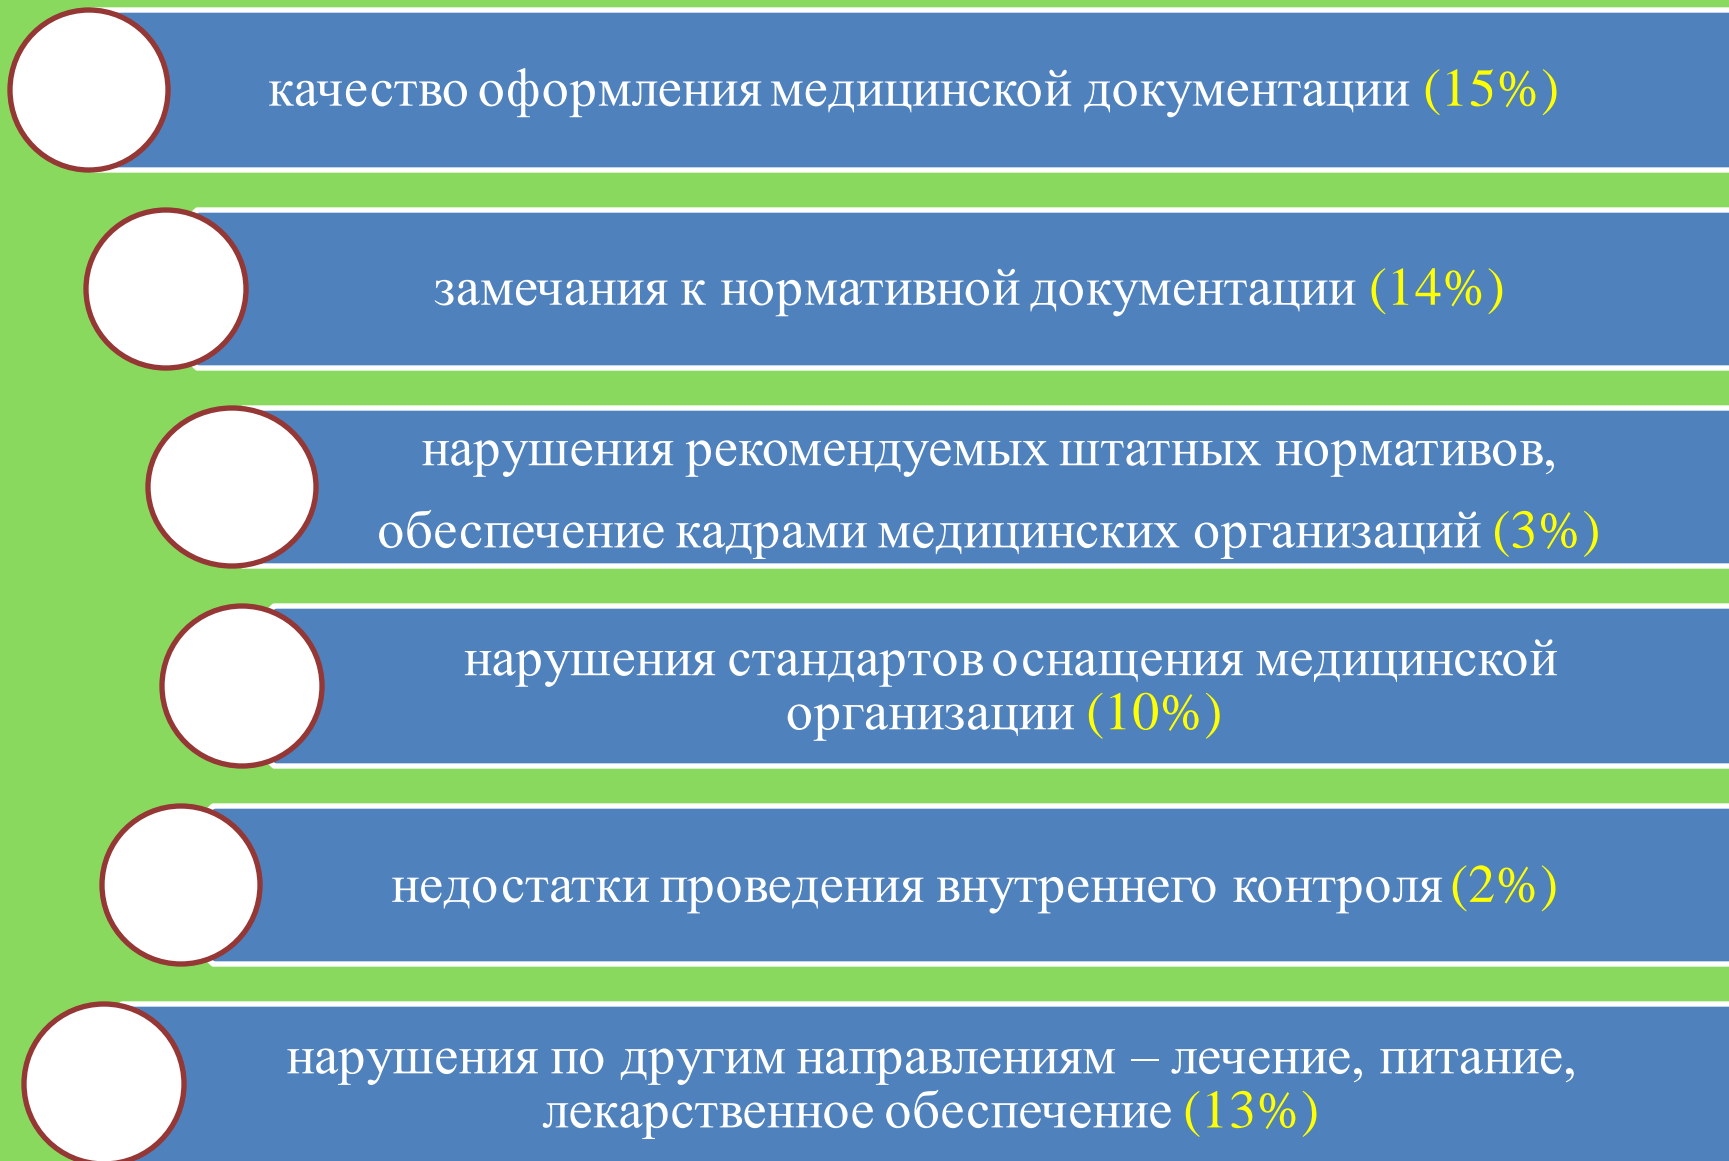 качество оформления медицинской документации (15%)
замечания к нормативной документации (14%)
нарушения рекомендуемых штатных нормативов,
обеспечение кадрами медицинских организаций (3%)
нарушения стандартов оснащения медицинской
организации (10%)
недостатки проведения внутреннего контроля (2%)
нарушения по другим направлениям – лечение, питание,
лекарственное обеспечение (13%)